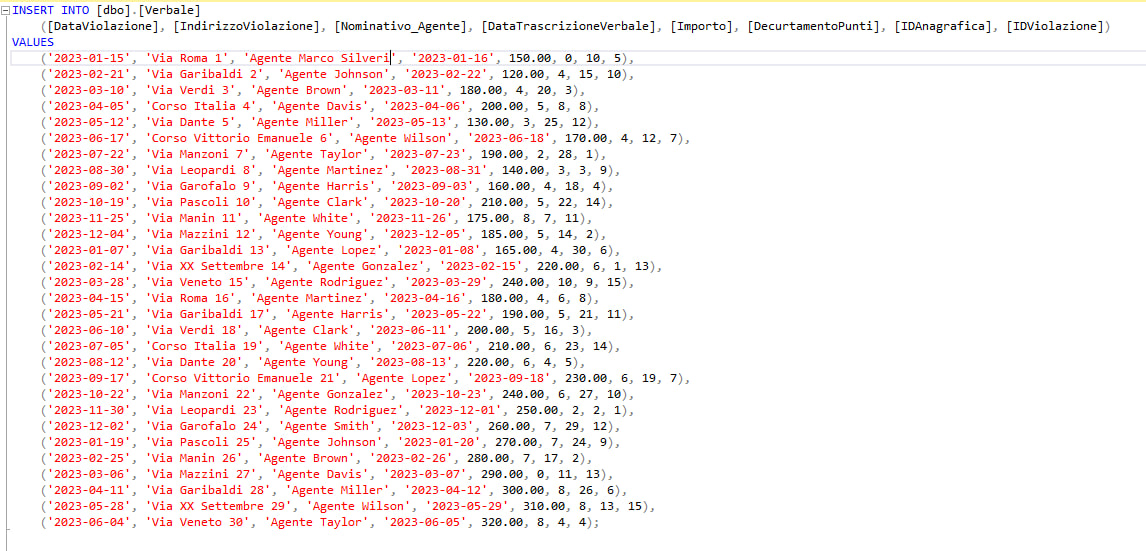 INSERT INTO [dbo].[Verbale]
([DataViolazione], [IndirizzoViolazione], [Nominativo_Agente], [DataTrascrizioneVerbale], [Importo], [DecurtamentoPunti], [IDAnagrafica], [IDViolazione])
VALUES
('2023-01-15', 'Via Roma 1', 'Agente Marco Silveri', '2023-01-16', 150.00, 0, 10, 5),
('2023-02-21', 'Via Garibaldi 2', 'Agente Johnson', '2023-02-22', 120.00, 4, 15, 10),
('2023-03-10', 'Via Verdi 3', 'Agente Brown', '2023-03-11', 180.00, 4, 20, 3),
('2023-04-05', 'Corso Italia 4', 'Agente Davis', '2023-04-06', 200.00, 5, 8, 8),
('2023-05-12', 'Via Dante 5', 'Agente Miller', '2023-05-13', 130.00, 3, 25, 12),
('2023-06-17', 'Corso Vittorio Emanuele 6', 'Agente Wilson', '2023-06-18', 170.00, 4, 12, 7),
('2023-07-22', 'Via Manzoni 7', 'Agente Taylor', '2023-07-23', 190.00, 2, 28, 1),
('2023-08-30', 'Via Leopardi 8', 'Agente Martinez', '2023-08-31', 140.00, 3, 3, 9),
('2023-09-02', 'Via Garofalo 9', 'Agente Harris', '2023-09-03', 160.00, 4, 18, 4),
('2023-10-19', 'Via Pascoli 10', 'Agente Clark', '2023-10-20', 210.00, 5, 22, 14),
('2023-11-25', 'Via Manin 11', 'Agente White', '2023-11-26', 175.00, 8, 7, 11),
('2023-12-04', 'Via Mazzini 12', 'Agente Young', '2023-12-05', 185.00, 5, 14, 2),
('2023-01-07', 'Via Garibaldi 13', 'Agente Lopez', '2023-01-08', 165.00, 4, 30, 6),
('2023-02-14', 'Via XX Settembre 14', 'Agente Gonzalez', '2023-02-15', 220.00, 6, 1, 13),
('2023-03-28', 'Via Veneto 15', 'Agente Rodriguez', '2023-03-29', 240.00, 10, 9, 15),
('2023-04-15', 'Via Roma 16', 'Agente Martinez', '2023-04-16', 180.00, 4, 6, 8),
('2023-05-21', 'Via Garibaldi 17', 'Agente Harris', '2023-05-22', 190.00, 5, 21, 11),
('2023-06-10', 'Via Verdi 18', 'Agente Clark', '2023-06-11', 200.00, 5, 16, 3),
('2023-07-05', 'Corso Italia 19', 'Agente White', '2023-07-06', 210.00, 6, 23, 14),
('2023-08-12', 'Via Dante 20', 'Agente Young', '2023-08-13', 220.00, 6, 4, 5),
('2023-09-17', 'Corso Vittorio Emanuele 21', 'Agente Lopez', '2023-09-18', 230.00, 6, 19, 7),
('2023-10-22', 'Via Manzoni 22', 'Agente Gonzalez', '2023-10-23', 240.00, 6, 27, 10),
('2023-11-30', 'Via Leopardi 23', 'Agente Rodriguez', '2023-12-01', 250.00, 2, 2, 1),
('2023-12-02', 'Via Garofalo 24', 'Agente Smith', '2023-12-03', 260.00, 7, 29, 12),
('2023-01-19', 'Via Pascoli 25', 'Agente Johnson', '2023-01-20', 270.00, 7, 24, 9),
('2023-02-25', 'Via Manin 26', 'Agente Brown', '2023-02-26', 280.00, 7, 17, 2),
('2023-03-06', 'Via Mazzini 27', 'Agente Davis', '2023-03-07', 290.00, 0, 11, 13),
('2023-04-11', 'Via Garibaldi 28', 'Agente Miller', '2023-04-12', 300.00, 8, 26, 6),
('2023-05-28', 'Via XX Settembre 29', 'Agente Wilson', '2023-05-29', 310.00, 8, 13, 15),
('2023-06-04', 'Via Veneto 30', 'Agente Taylor', '2023-06-05', 320.00, 8, 4, 4);